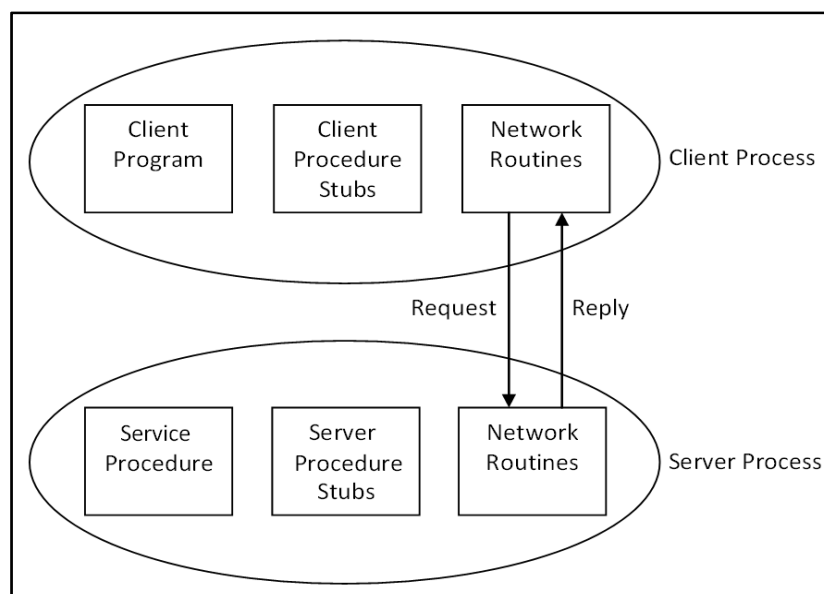 Client
Program
Client
Procedure
Stubs
Network
Routines
Client Process
Request
Reply
Service
Procedure
Server
Procedure
Stubs
Network
Routines
Server Process